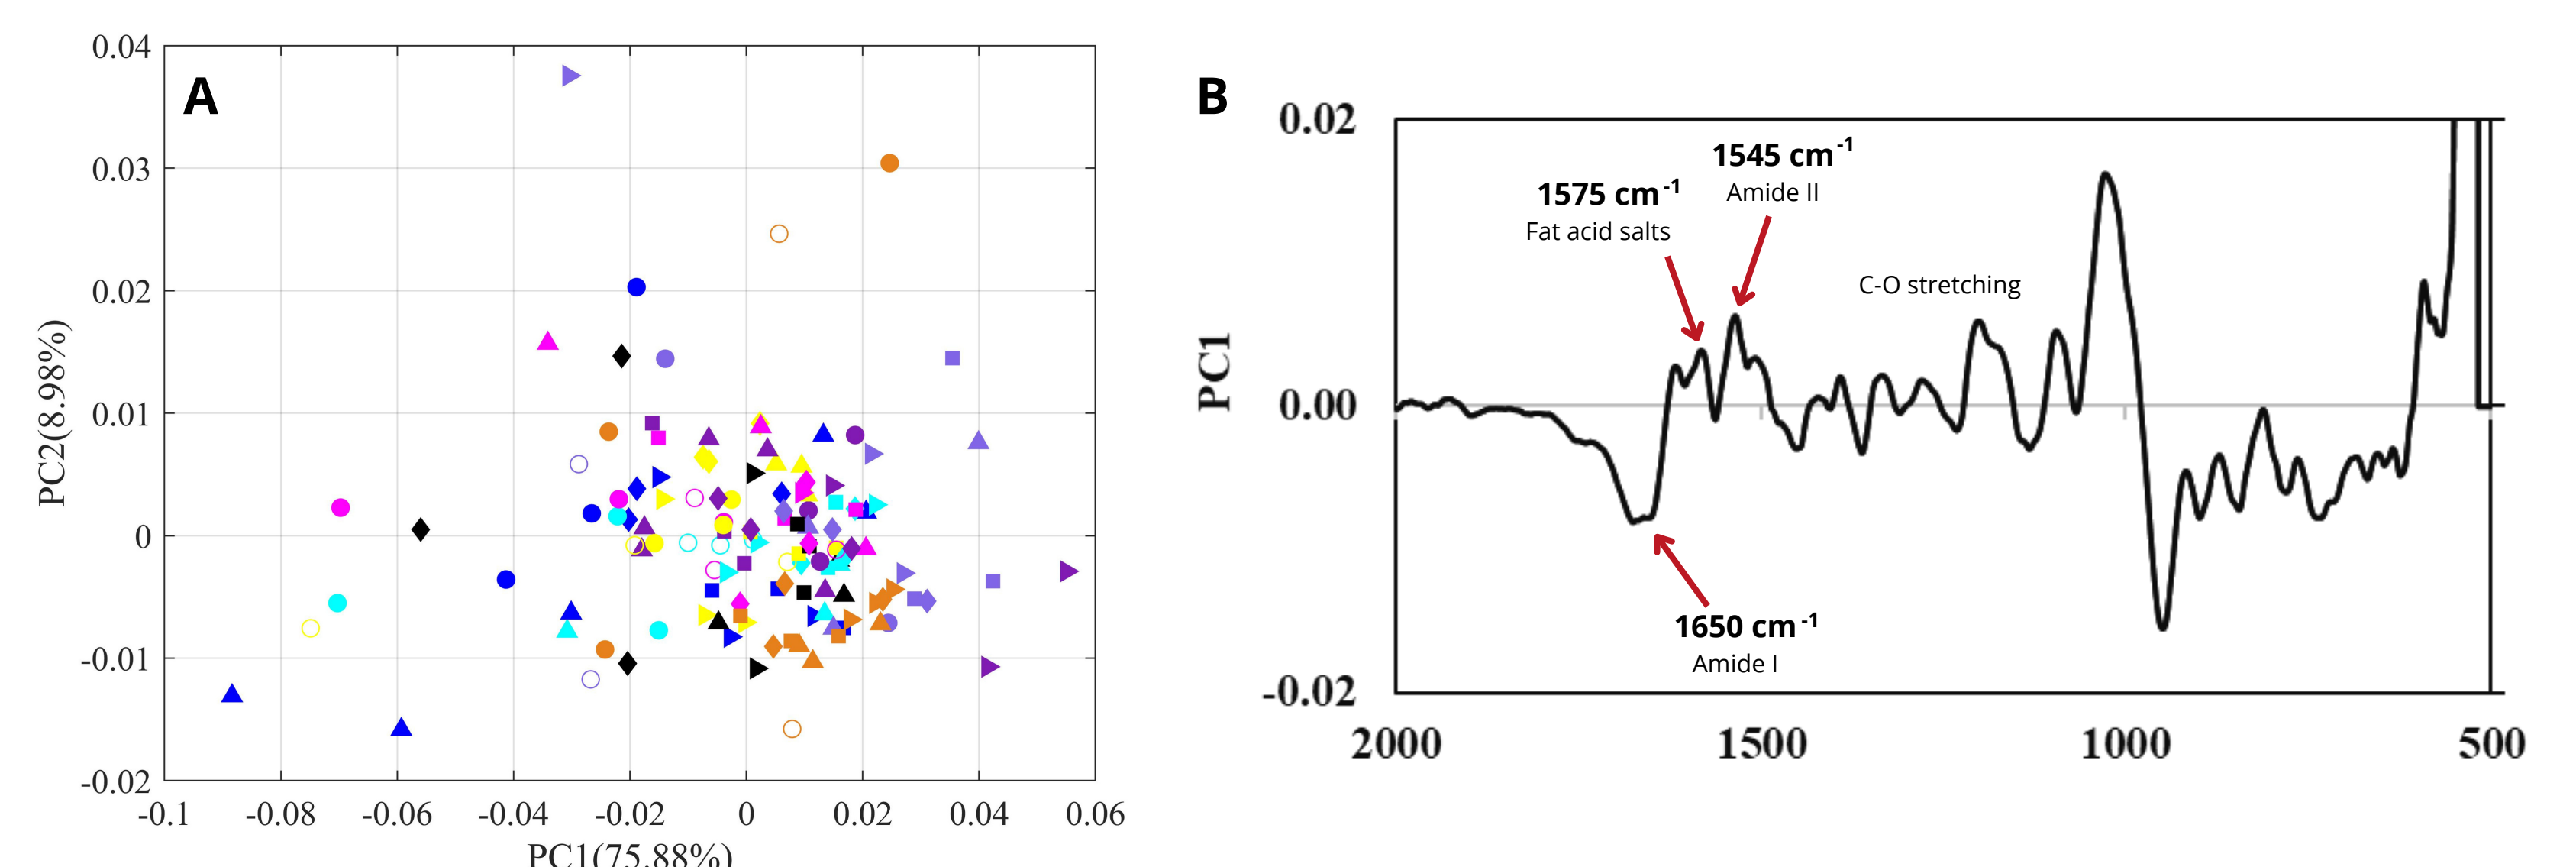 A
0.04
0.03
0.02
0.01
0
-0.01
-0.02
PC2(8.98%)
-0.1 -0.08 -0.06 -0.04 -0.02 0 0.02 0.04 0.06
PC1(75.88%)
B
0.02
0.00
-0.02
PC1
1545 cm-1
Amide II
1575 cm-1
Fat acid salts
C-O stretching
1650 cm-1
Amide I
2000 1500 1000 500